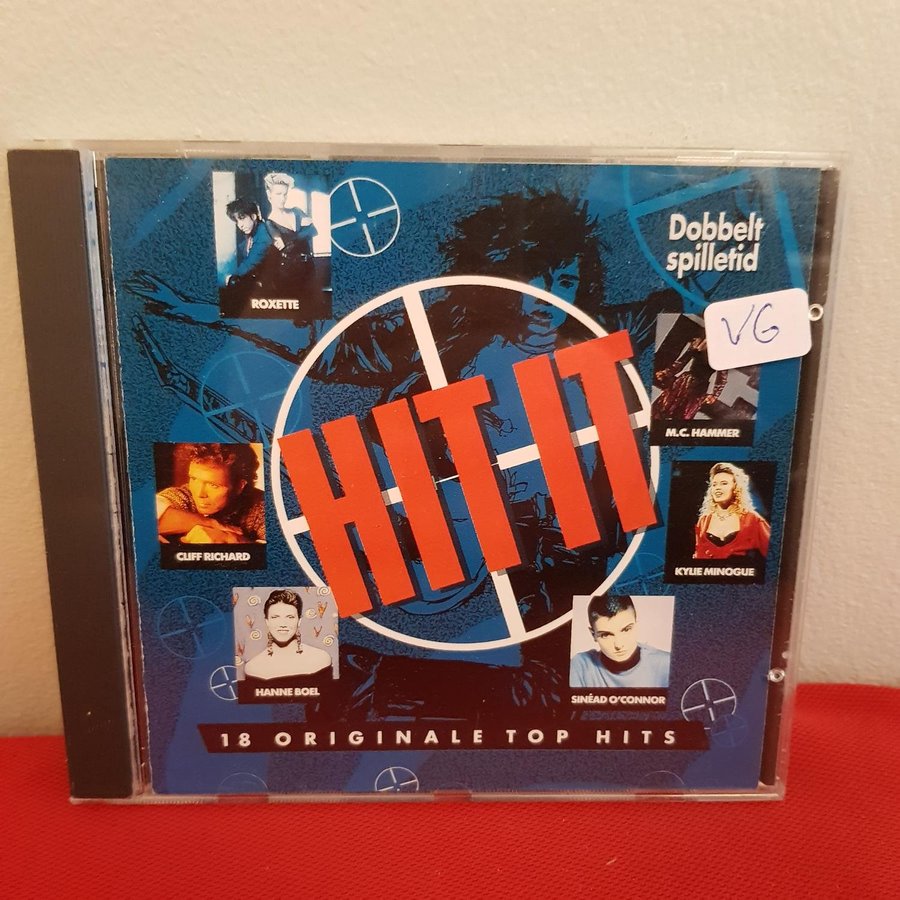 Dobbelt
spilletid
VG
ROXETTE
HIT IT
M.C. HAMMER
CLIFF RICHARD
KYLIE MINOGUE
HANNE BOEL
SINÉAD O'CONNOR
18 ORIGINALE TOP HITS